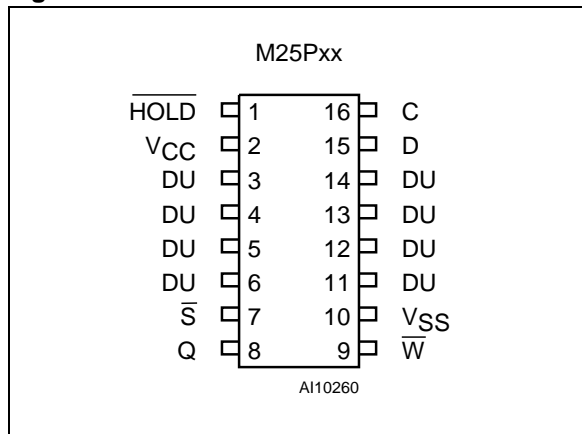 M25Pxx
HOLD 1 16 C
VCC 2 15 D
DU 3 14 DU
DU 4 13 DU
DU 5 12 DU
DU 6 11 DU
S 7 10 VSS
Q 8 9 W
AI10260